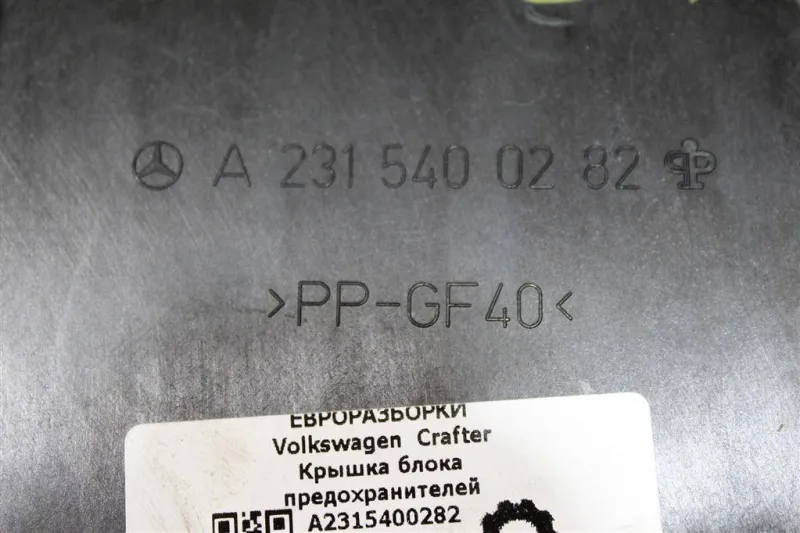 A 231 540 02 82
>PP-GF40<
ЕВРОРАЗБОРКИ
Volkswagen Crafter
Крышка блока
предохранителей
A2315400282